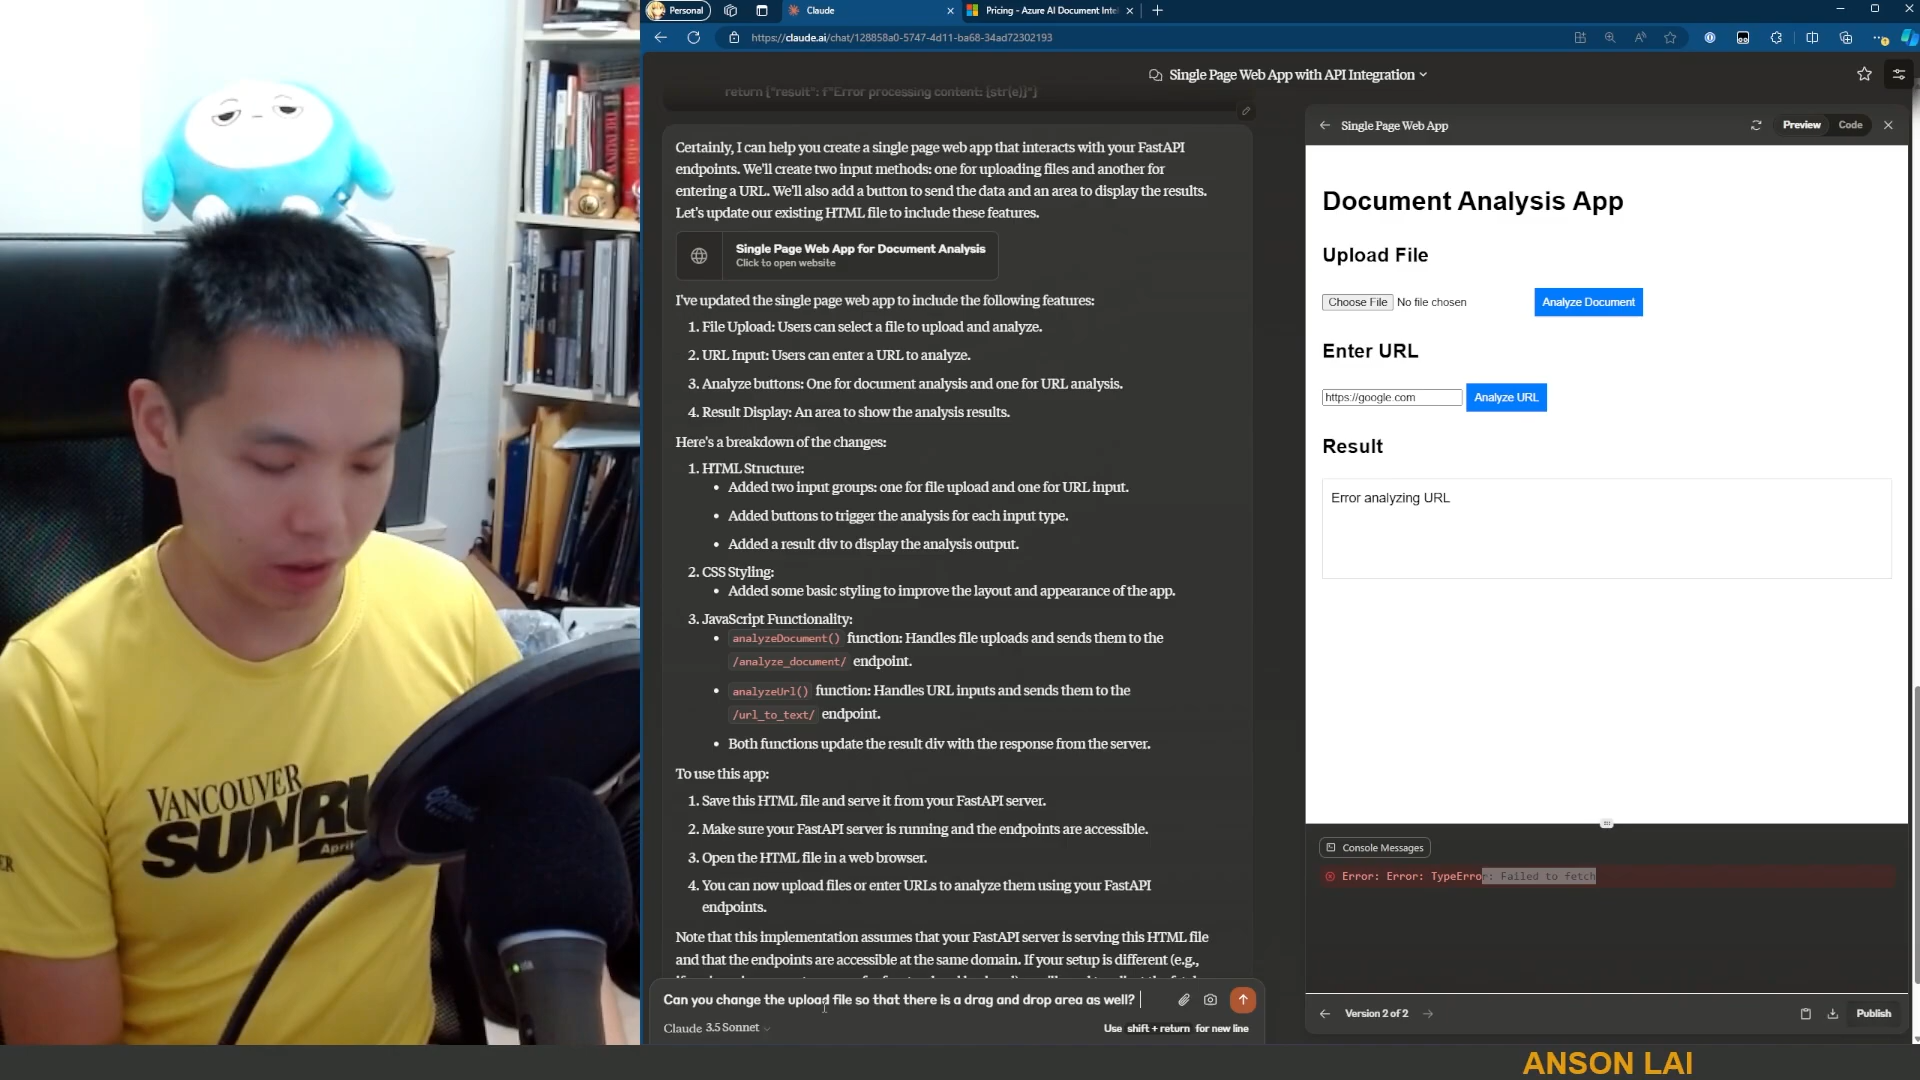 Personal
Claude
Pricing - Azure AI Document Inte
https://claude.ai/chat/128858a0-5747-4d11-ba68-34ad72302193
Single Page Web App with API Integration
return {"result": f"Error processing content: {str(e)}"}
Certainly, I can help you create a single page web app that interacts with your FastAPI
endpoints. We'll create two input methods: one for uploading files and another for
entering a URL. We'll also add a button to send the data and an area to display the results.
Let's update our existing HTML file to include these features.
Single Page Web App for Document Analysis
Click to open website
I've updated the single page web app to include the following features:
1. File Upload: Users can select a file to upload and analyze.
2. URL Input: Users can enter a URL to analyze.
3. Analyze buttons: One for document analysis and one for URL analysis.
4. Result Display: An area to show the analysis results.
Here's a breakdown of the changes:
1. HTML Structure:
• Added two input groups: one for file upload and one for URL input.
• Added buttons to trigger the analysis for each input type.
• Added a result div to display the analysis output.
2. CSS Styling:
• Added some basic styling to improve the layout and appearance of the app.
3. JavaScript Functionality:
• analyzeDocument() function: Handles file uploads and sends them to the
/analyze_document/ endpoint.
• analyzeUrl() function: Handles URL inputs and sends them to the
/url_to_text/ endpoint.
• Both functions update the result div with the response from the server.
To use this app:
1. Save this HTML file and serve it from your FastAPI server.
2. Make sure your FastAPI server is running and the endpoints are accessible.
3. Open the HTML file in a web browser.
4. You can now upload files or enter URLs to analyze them using your FastAPI
endpoints.
Note that this implementation assumes that your FastAPI server is serving this HTML file
and that the endpoints are accessible at the same domain. If your setup is different (e.g.,
Can you change the upload file so that there is a drag and drop area as well?
Claude 3.5 Sonnet
Use shift + return for new line
Single Page Web App
Preview
Code
Document Analysis App
Upload File
Choose File No file chosen
Analyze Document
Enter URL
https://google.com
Analyze URL
Result
Error analyzing URL
Console Messages
Error: Error: TypeError: Failed to fetch
Version 2 of 2
Publish
VANCOUVER
SUN RU
April
ANSON LAI